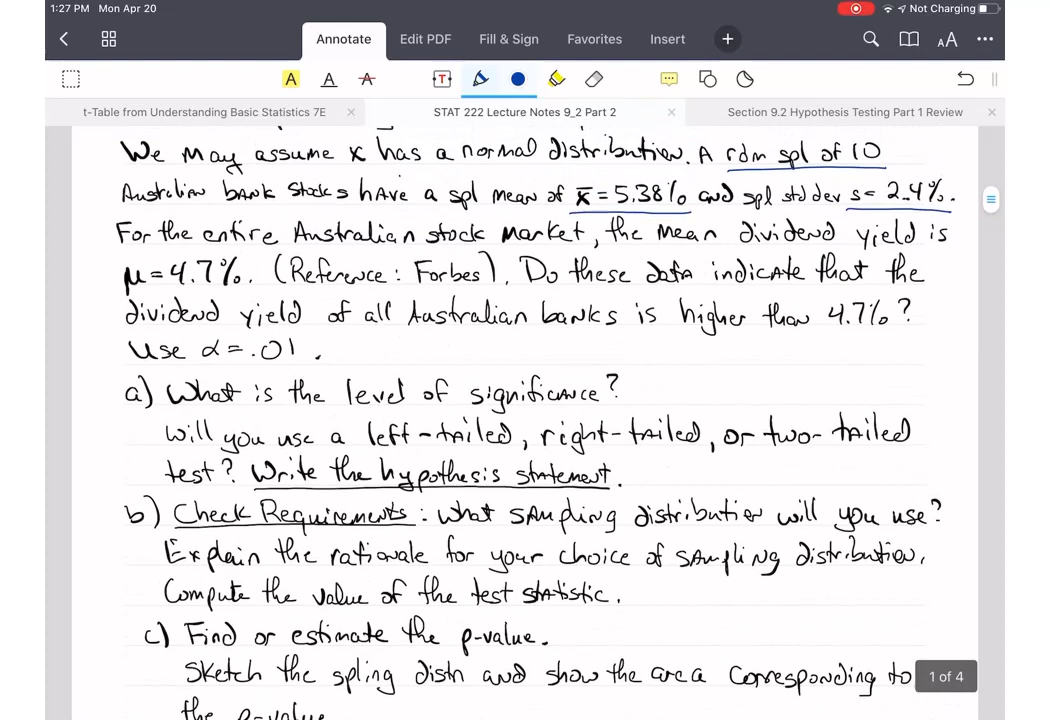 1:27 PM Mon Apr 20
Not Charging
Annotate Edit PDF Fill & Sign Favorites Insert
AA
A A A T
t-Table from Understanding Basic Statistics 7E
STAT 222 Lecture Notes 9_2 Part 2
Section 9.2 Hypothesis Testing Part 1 Review
We may assume x has a normal distribution. A rdm spl of 10
Australian bank stocks have a spl mean of x̄ = 5.38% and spl std dev s = 2.4%.
For the entire Australian stock market, the mean dividend yield is
μ = 4.7%. (Reference: Forbes). Do these data indicate that the
dividend yield of all Australian banks is higher than 4.7%?
Use α = .01.
a) What is the level of significance?
Will you use a left-tailed, right-tailed, or two-tailed
test? Write the hypothesis statement.
b) Check Requirements: What sampling distribution will you use?
Explain the rationale for your choice of sampling distribution.
Compute the value of the test statistic.
c) Find or estimate the p-value.
Sketch the spling distn and show the area corresponding to
the p-value
1 of 4